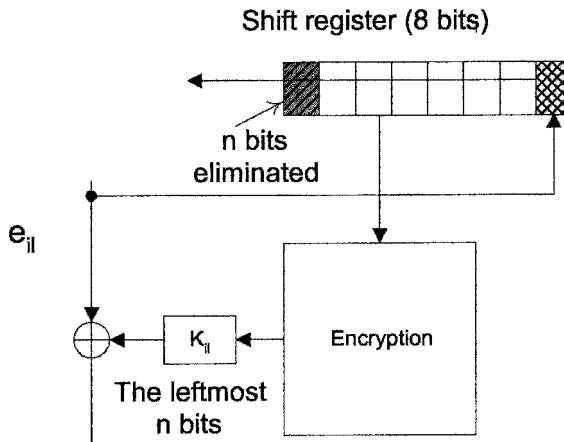 Shift register (8 bits)
n bits
eliminated
e_il
Encryption
K_il
The leftmost
n bits